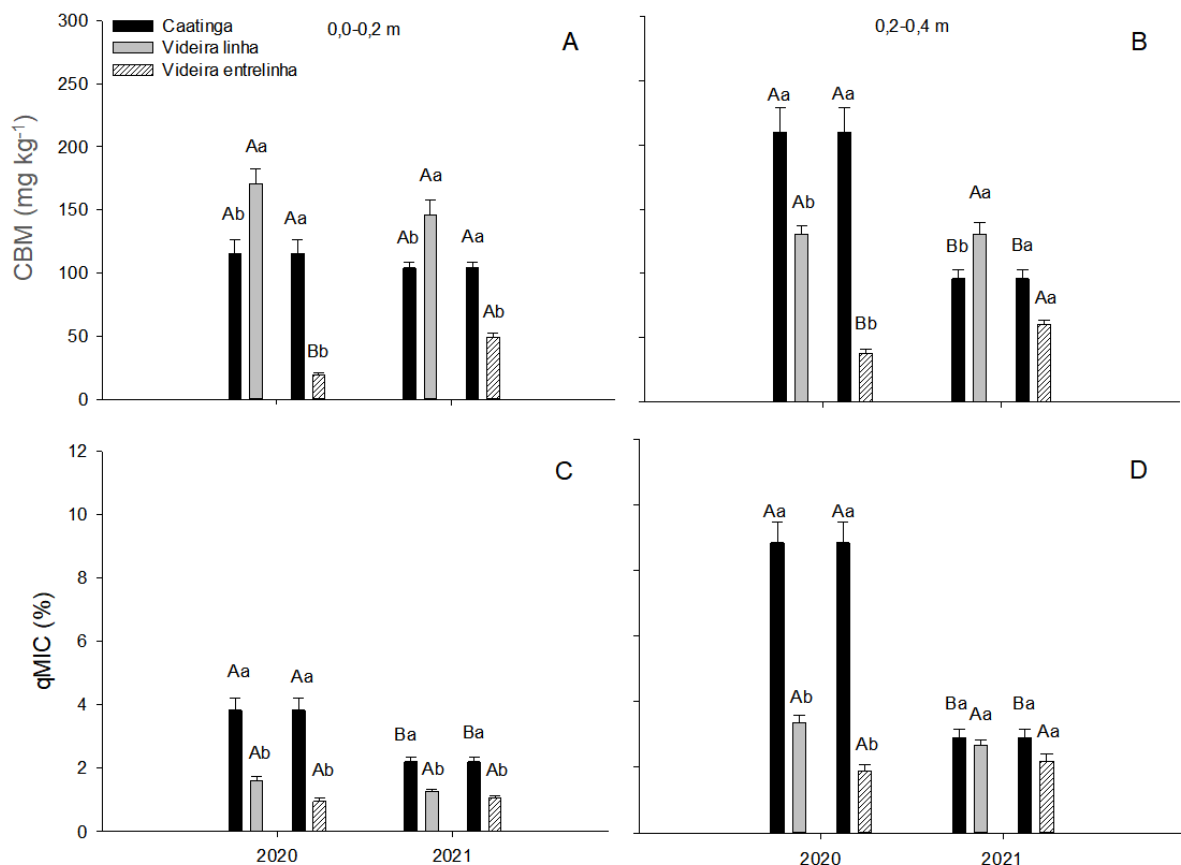 300
250
200
150
100
50
0
CBM (mg kg⁻¹)
Caatinga
Videira linha
Videira entrelinha
0,0-0,2 m
A
Ab
Aa
Aa
Bb
Ab
Aa
Aa
Ab
0,2-0,4 m
B
Aa
Ab
Aa
Bb
Bb
Aa
Ba
Aa
12
10
8
6
4
2
0
qMIC (%)
C
Aa
Ab
Aa
Ab
Ba
Ab
Ba
Ab
2020
2021
D
Aa
Ab
Aa
Ab
Ba
Aa
Ba
Aa
2020
2021